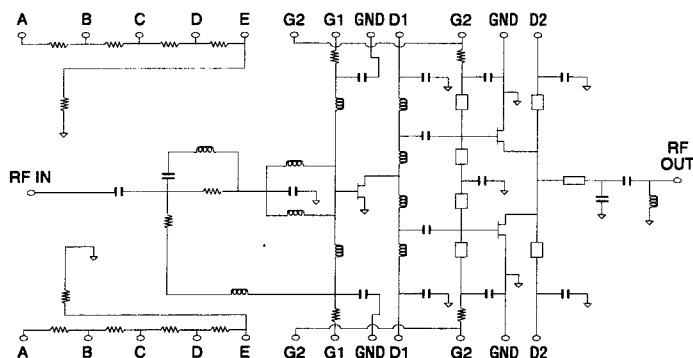 A B C D E G2 G1 GND D1 G2 GND D2
RF IN
RF
OUT
A B C D E G2 G1 GND D1 G2 GND D2